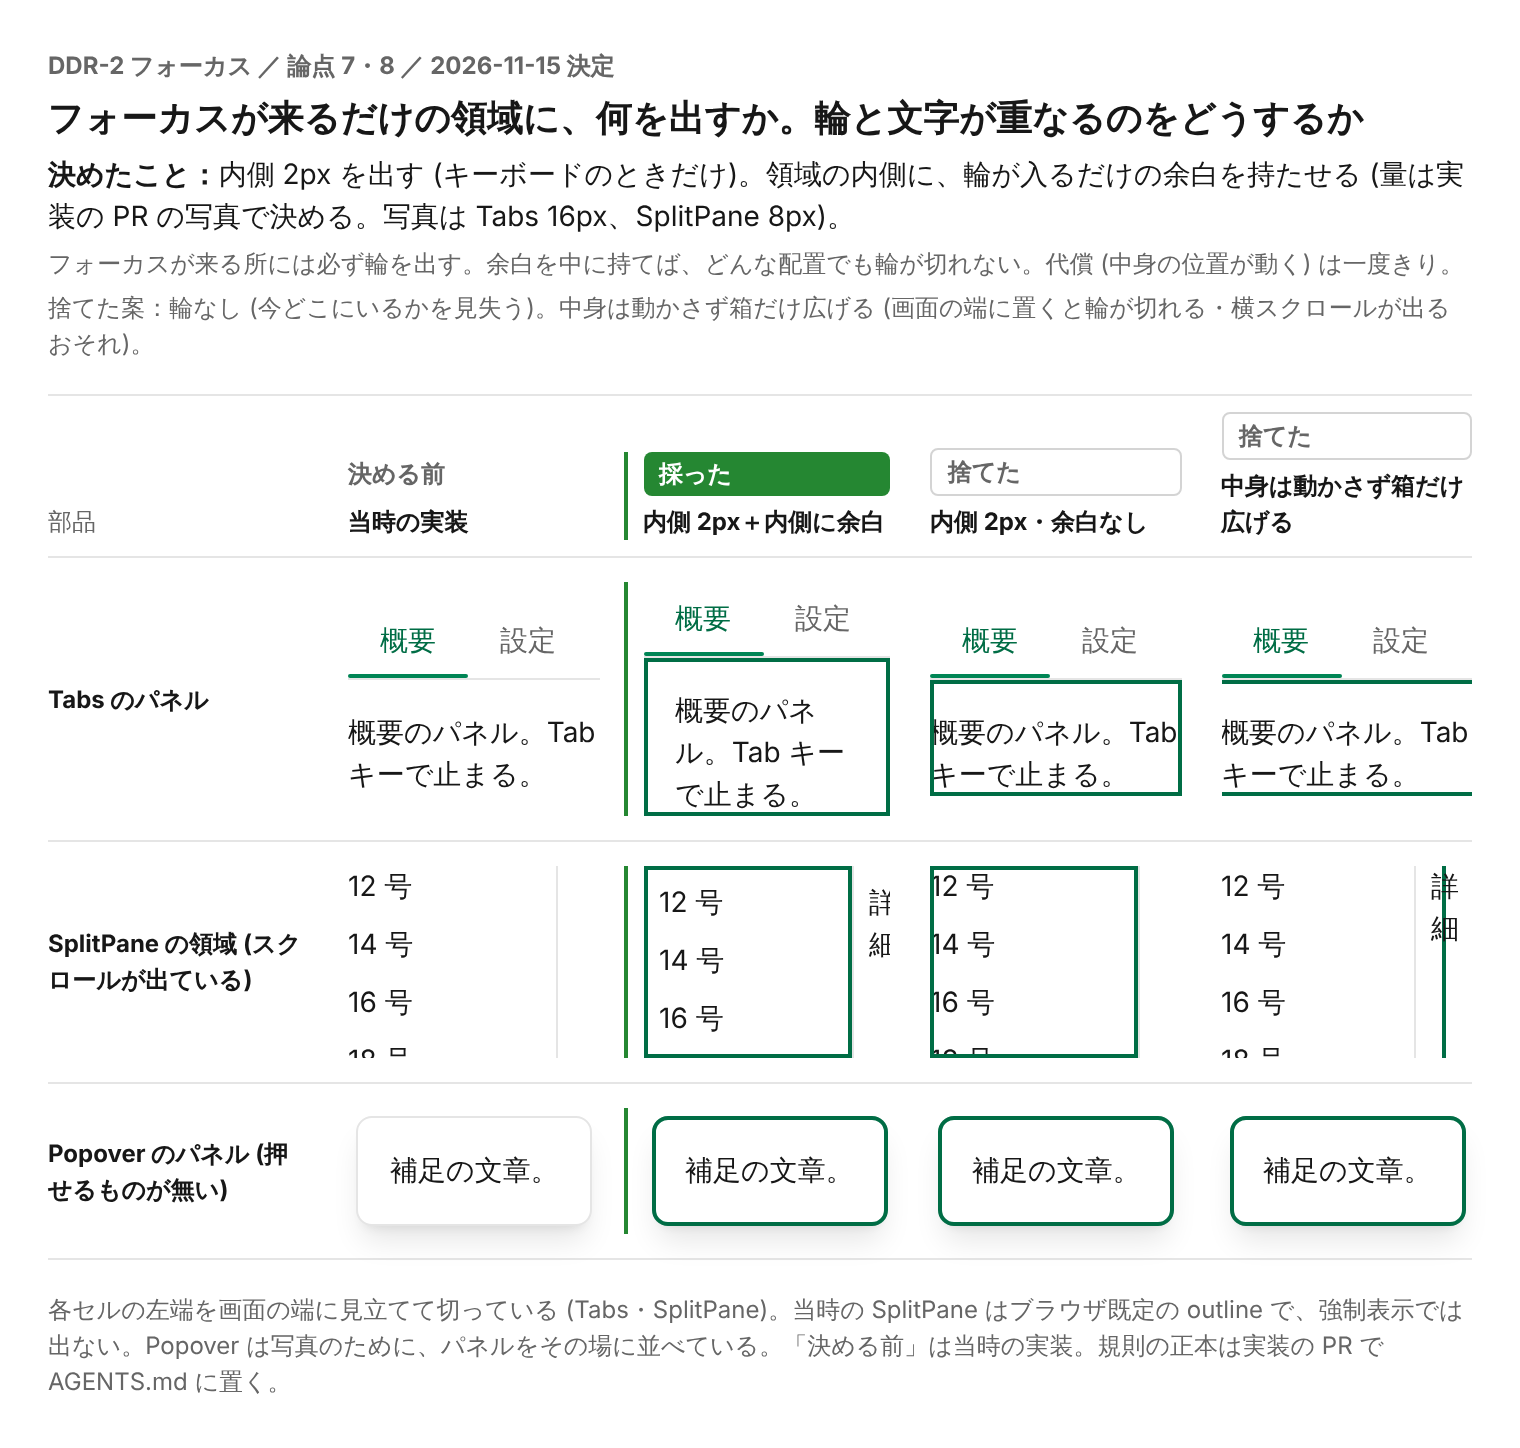 DDR-2 フォーカス ／ 論点 7・8 ／ 2026-11-15 決定
フォーカスが来るだけの領域に、何を出すか。輪と文字が重なるのをどうするか
決めたこと：内側 2px を出す (キーボードのときだけ)。領域の内側に、輪が入るだけの余白を持たせる (量は実
装の PR の写真で決める。写真は Tabs 16px、SplitPane 8px)。
フォーカスが来る所には必ず輪を出す。余白を中に持てば、どんな配置でも輪が切れない。代償 (中身の位置が動く) は一度きり。
捨てた案：輪なし (今どこにいるかを見失う)。中身は動かさず箱だけ広げる (画面の端に置くと輪が切れる・横スクロールが出る
おそれ)。
部品
決める前
当時の実装
採った
内側 2px＋内側に余白
捨てた
内側 2px・余白なし
捨てた
中身は動かさず箱だけ
広げる
Tabs のパネル
概要 設定
概要のパネル。Tab
キーで止まる。
概要 設定
概要のパネ
ル。Tab キー
で止まる。
概要 設定
概要のパネル。Tab
キーで止まる。
概要 設定
概要のパネル。Tab
キーで止まる。
SplitPane の領域 (スク
ロールが出ている)
12 号
14 号
16 号
18 号
12 号
14 号
16 号
詳
細
12 号
14 号
16 号
18 号
12 号
14 号
16 号
18 号
詳
細
Popover のパネル (押
せるものが無い)
補足の文章。
補足の文章。
補足の文章。
補足の文章。
各セルの左端を画面の端に見立てて切っている (Tabs・SplitPane)。当時の SplitPane はブラウザ既定の outline で、強制表示では
出ない。Popover は写真のために、パネルをその場に並べている。「決める前」は当時の実装。規則の正本は実装の PR で
AGENTS.md に置く。